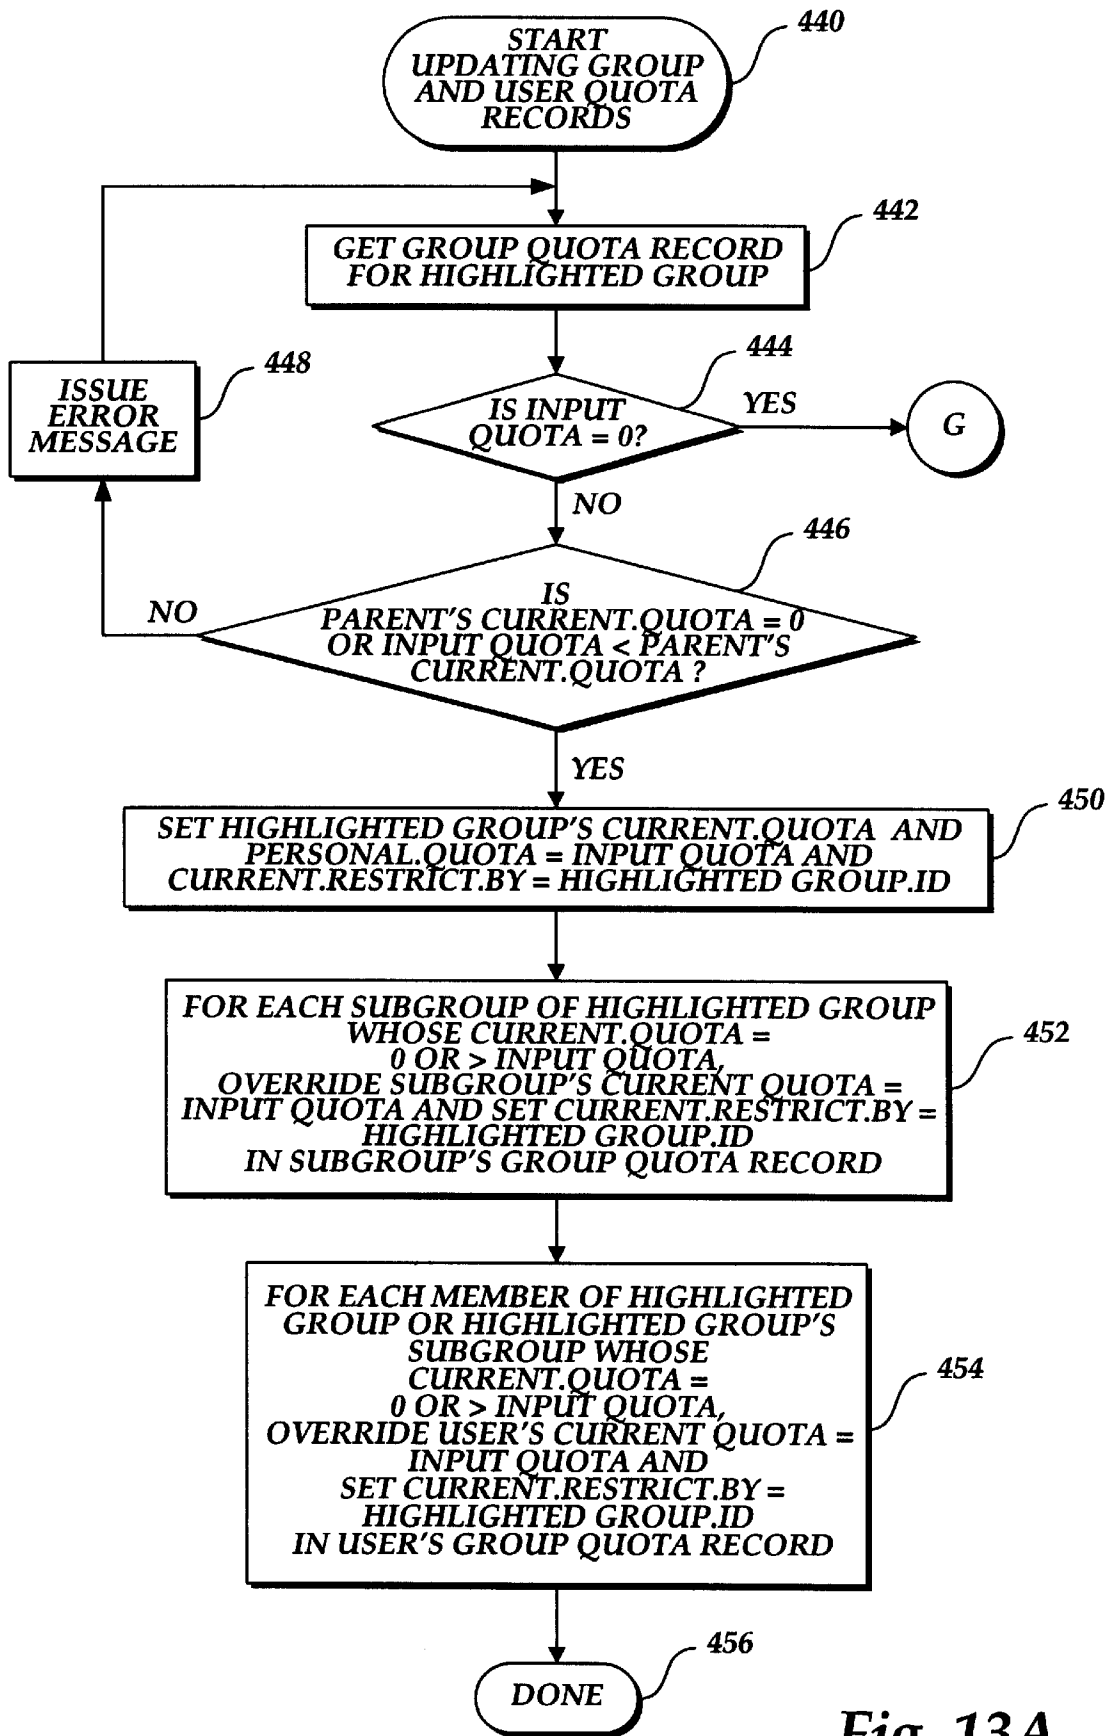 440
START
UPDATING GROUP
AND USER QUOTA
RECORDS
442
GET GROUP QUOTA RECORD
FOR HIGHLIGHTED GROUP
444
448
ISSUE
ERROR
MESSAGE
IS INPUT
QUOTA = 0?
YES
G
NO
446
NO
IS
PARENT'S CURRENT.QUOTA = 0
OR INPUT QUOTA < PARENT'S
CURRENT.QUOTA ?
YES
450
SET HIGHLIGHTED GROUP'S CURRENT.QUOTA AND
PERSONAL.QUOTA = INPUT QUOTA AND
CURRENT.RESTRICT.BY = HIGHLIGHTED GROUP.ID
452
FOR EACH SUBGROUP OF HIGHLIGHTED GROUP
WHOSE CURRENT.QUOTA =
0 OR > INPUT QUOTA,
OVERRIDE SUBGROUP'S CURRENT QUOTA =
INPUT QUOTA AND SET CURRENT.RESTRICT.BY =
HIGHLIGHTED GROUP.ID
IN SUBGROUP'S GROUP QUOTA RECORD
454
FOR EACH MEMBER OF HIGHLIGHTED
GROUP OR HIGHLIGHTED GROUP'S
SUBGROUP WHOSE
CURRENT.QUOTA =
0 OR > INPUT QUOTA,
OVERRIDE USER'S CURRENT QUOTA =
INPUT QUOTA AND
SET CURRENT.RESTRICT.BY =
HIGHLIGHTED GROUP.ID
IN USER'S GROUP QUOTA RECORD
456
DONE
Fig. 13A